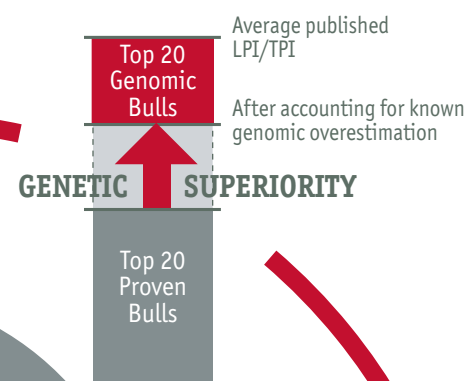 Average published
LPI/TPI
Top 20
Genomic
Bulls
After accounting for known
genomic overestimation
GENETIC SUPERIORITY
Top 20
Proven
Bulls